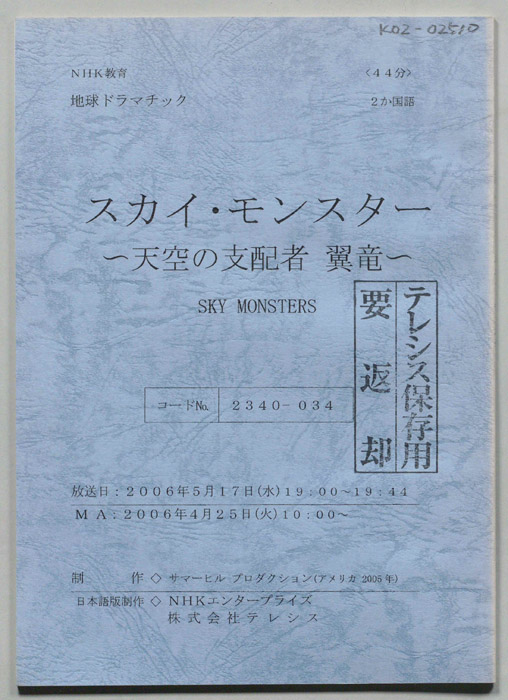 K02-02510
NHK教育 〈44分〉
地球ドラマチック 2か国語
スカイ・モンスター
～天空の支配者 翼竜～
SKY MONSTERS
テレシス保存用
要返却
コードNo. 2340-034
放送日：2006年5月17日(水)19：00～19：44
MA：2006年4月25日(火)10：00～
制作◇ サマーヒル プロダクション(アメリカ 2005年)
日本語版制作◇ NHKエンタープライズ
株式会社テレシス